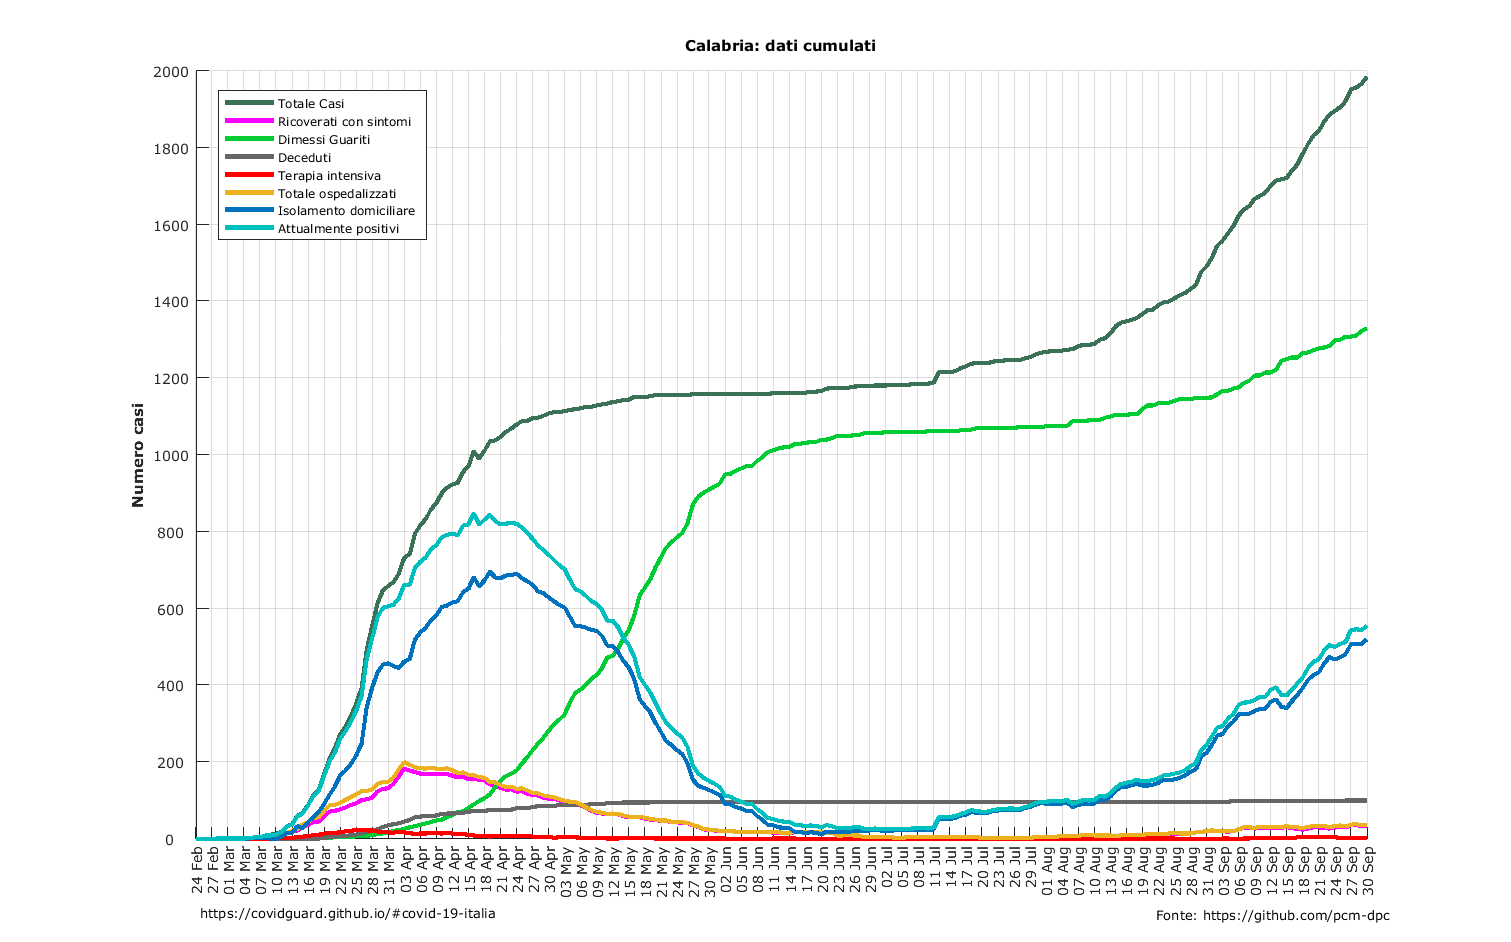 Calabria: dati cumulati
Numero casi
2000
1800
1600
1400
1200
1000
800
600
400
200
0
Totale Casi
Ricoverati con sintomi
Dimessi Guariti
Deceduti
Terapia intensiva
Totale ospedalizzati
Isolamento domiciliare
Attualmente positivi
24 Feb
27 Feb
01 Mar
04 Mar
07 Mar
10 Mar
13 Mar
16 Mar
19 Mar
22 Mar
25 Mar
28 Mar
31 Mar
03 Apr
06 Apr
09 Apr
12 Apr
15 Apr
18 Apr
21 Apr
24 Apr
27 Apr
30 Apr
03 May
06 May
09 May
12 May
15 May
18 May
21 May
24 May
27 May
30 May
02 Jun
05 Jun
08 Jun
11 Jun
14 Jun
17 Jun
20 Jun
23 Jun
26 Jun
29 Jun
02 Jul
05 Jul
08 Jul
11 Jul
14 Jul
17 Jul
20 Jul
23 Jul
26 Jul
29 Jul
01 Aug
04 Aug
07 Aug
10 Aug
13 Aug
16 Aug
19 Aug
22 Aug
25 Aug
28 Aug
31 Aug
03 Sep
06 Sep
09 Sep
12 Sep
15 Sep
18 Sep
21 Sep
24 Sep
27 Sep
30 Sep
https://covidguard.github.io/#covid-19-italia
Fonte: https://github.com/pcm-dpc